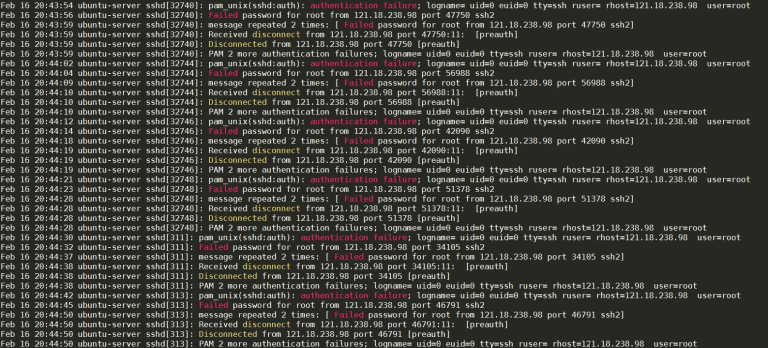 Feb 16 20:43:54 ubuntu-server sshd[32740]: pam_unix(sshd:auth): authentication failure; logname= uid=0 euid=0 tty=ssh ruser= rhost=121.18.238.98  user=root
Feb 16 20:43:56 ubuntu-server sshd[32740]: Failed password for root from 121.18.238.98 port 47750 ssh2
Feb 16 20:43:59 ubuntu-server sshd[32740]: message repeated 2 times: [ Failed password for root from 121.18.238.98 port 47750 ssh2]
Feb 16 20:43:59 ubuntu-server sshd[32740]: Received disconnect from 121.18.238.98 port 47750:11:  [preauth]
Feb 16 20:43:59 ubuntu-server sshd[32740]: Disconnected from 121.18.238.98 port 47750 [preauth]
Feb 16 20:43:59 ubuntu-server sshd[32740]: PAM 2 more authentication failures; logname= uid=0 euid=0 tty=ssh ruser= rhost=121.18.238.98  user=root
Feb 16 20:44:02 ubuntu-server sshd[32744]: pam_unix(sshd:auth): authentication failure; logname= uid=0 euid=0 tty=ssh ruser= rhost=121.18.238.98  user=root
Feb 16 20:44:04 ubuntu-server sshd[32744]: Failed password for root from 121.18.238.98 port 56988 ssh2
Feb 16 20:44:09 ubuntu-server sshd[32744]: message repeated 2 times: [ Failed password for root from 121.18.238.98 port 56988 ssh2]
Feb 16 20:44:10 ubuntu-server sshd[32744]: Received disconnect from 121.18.238.98 port 56988:11:  [preauth]
Feb 16 20:44:10 ubuntu-server sshd[32744]: Disconnected from 121.18.238.98 port 56988 [preauth]
Feb 16 20:44:10 ubuntu-server sshd[32744]: PAM 2 more authentication failures; logname= uid=0 euid=0 tty=ssh ruser= rhost=121.18.238.98  user=root
Feb 16 20:44:12 ubuntu-server sshd[32746]: pam_unix(sshd:auth): authentication failure; logname= uid=0 euid=0 tty=ssh ruser= rhost=121.18.238.98  user=root
Feb 16 20:44:14 ubuntu-server sshd[32746]: Failed password for root from 121.18.238.98 port 42090 ssh2
Feb 16 20:44:18 ubuntu-server sshd[32746]: message repeated 2 times: [ Failed password for root from 121.18.238.98 port 42090 ssh2]
Feb 16 20:44:19 ubuntu-server sshd[32746]: Received disconnect from 121.18.238.98 port 42090:11:  [preauth]
Feb 16 20:44:19 ubuntu-server sshd[32746]: Disconnected from 121.18.238.98 port 42090 [preauth]
Feb 16 20:44:19 ubuntu-server sshd[32746]: PAM 2 more authentication failures; logname= uid=0 euid=0 tty=ssh ruser= rhost=121.18.238.98  user=root
Feb 16 20:44:21 ubuntu-server sshd[32748]: pam_unix(sshd:auth): authentication failure; logname= uid=0 euid=0 tty=ssh ruser= rhost=121.18.238.98  user=root
Feb 16 20:44:23 ubuntu-server sshd[32748]: Failed password for root from 121.18.238.98 port 51378 ssh2
Feb 16 20:44:28 ubuntu-server sshd[32748]: message repeated 2 times: [ Failed password for root from 121.18.238.98 port 51378 ssh2]
Feb 16 20:44:28 ubuntu-server sshd[32748]: Received disconnect from 121.18.238.98 port 51378:11:  [preauth]
Feb 16 20:44:28 ubuntu-server sshd[32748]: Disconnected from 121.18.238.98 port 51378 [preauth]
Feb 16 20:44:28 ubuntu-server sshd[32748]: PAM 2 more authentication failures; logname= uid=0 euid=0 tty=ssh ruser= rhost=121.18.238.98  user=root
Feb 16 20:44:30 ubuntu-server sshd[311]: pam_unix(sshd:auth): authentication failure; logname= uid=0 euid=0 tty=ssh ruser= rhost=121.18.238.98  user=root
Feb 16 20:44:32 ubuntu-server sshd[311]: Failed password for root from 121.18.238.98 port 34105 ssh2
Feb 16 20:44:37 ubuntu-server sshd[311]: message repeated 2 times: [ Failed password for root from 121.18.238.98 port 34105 ssh2]
Feb 16 20:44:38 ubuntu-server sshd[311]: Received disconnect from 121.18.238.98 port 34105:11:  [preauth]
Feb 16 20:44:38 ubuntu-server sshd[311]: Disconnected from 121.18.238.98 port 34105 [preauth]
Feb 16 20:44:38 ubuntu-server sshd[311]: PAM 2 more authentication failures; logname= uid=0 euid=0 tty=ssh ruser= rhost=121.18.238.98  user=root
Feb 16 20:44:42 ubuntu-server sshd[313]: pam_unix(sshd:auth): authentication failure; logname= uid=0 euid=0 tty=ssh ruser= rhost=121.18.238.98  user=root
Feb 16 20:44:45 ubuntu-server sshd[313]: Failed password for root from 121.18.238.98 port 46791 ssh2
Feb 16 20:44:50 ubuntu-server sshd[313]: message repeated 2 times: [ Failed password for root from 121.18.238.98 port 46791 ssh2]
Feb 16 20:44:50 ubuntu-server sshd[313]: Received disconnect from 121.18.238.98 port 46791:11:  [preauth]
Feb 16 20:44:50 ubuntu-server sshd[313]: Disconnected from 121.18.238.98 port 46791 [preauth]
Feb 16 20:44:50 ubuntu-server sshd[313]: PAM 2 more authentication failures; logname= uid=0 euid=0 tty=ssh ruser= rhost=121.18.238.98  user=root